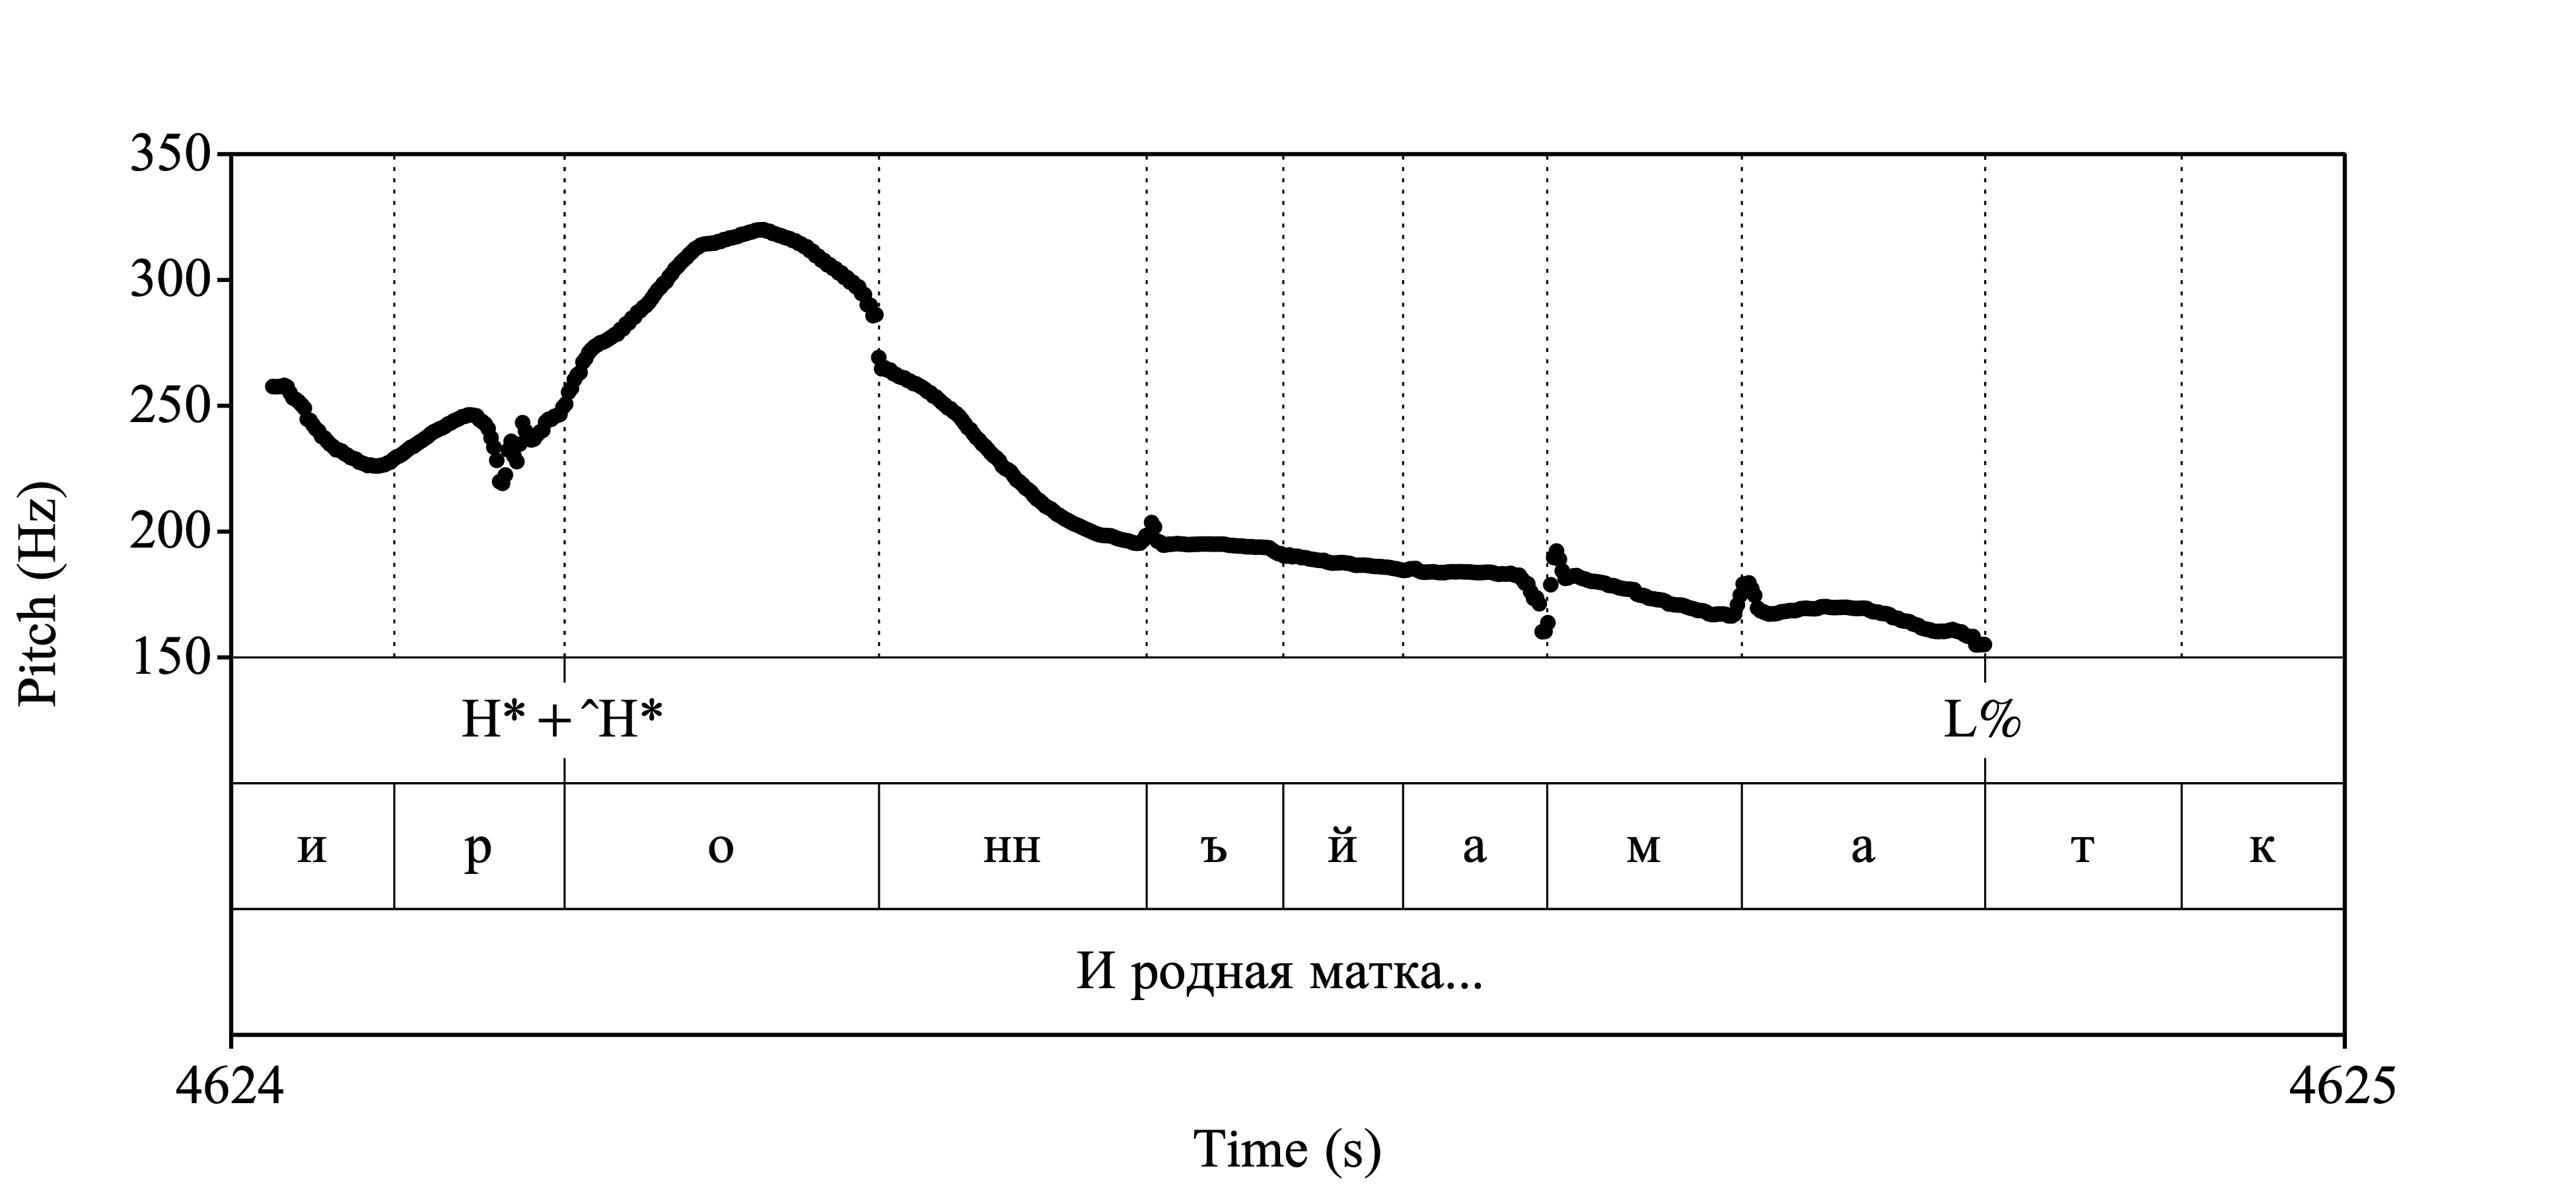 350
300
250
200
150
Pitch (Hz)
H* + ^H* L%
и р о нн ъ й а м а т к
И родная матка...
4624 4625
Time (s)